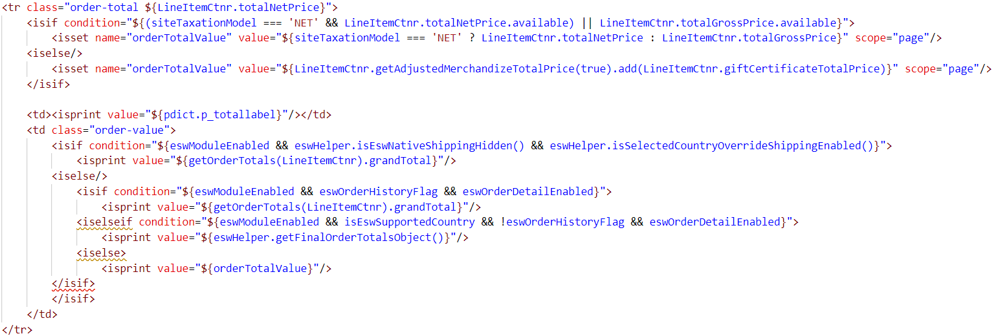 <tr class="order-total ${LineItemCtnr.totalNetPrice}">
    <isif condition="${(siteTaxationModel === 'NET' && LineItemCtnr.totalNetPrice.available) || LineItemCtnr.totalGrossPrice.available}">
        <isset name="orderTotalValue" value="${siteTaxationModel === 'NET' ? LineItemCtnr.totalNetPrice : LineItemCtnr.totalGrossPrice}" scope="page"/>
    <iselse/>
        <isset name="orderTotalValue" value="${LineItemCtnr.getAdjustedMerchandizeTotalPrice(true).add(LineItemCtnr.giftCertificateTotalPrice)}" scope="page"/>
    </isif>

    <td><isprint value="${pdict.p_totallabel}"/></td>
    <td class="order-value">
        <isif condition="${eswModuleEnabled && eswHelper.isEswNativeShippingHidden() && eswHelper.isSelectedCountryOverrideShippingEnabled()}">
            <isprint value="${getOrderTotals(LineItemCtnr).grandTotal}"/>
        <iselse/>
            <isif condition="${eswModuleEnabled && eswOrderHistoryFlag && eswOrderDetailEnabled}">
                <isprint value="${getOrderTotals(LineItemCtnr).grandTotal}"/>
            <iselseif condition="${eswModuleEnabled && isEswSupportedCountry && !eswOrderHistoryFlag && eswOrderDetailEnabled}">
                <isprint value="${eswHelper.getFinalOrderTotalsObject()}"/>
            <iselse>
                <isprint value="${orderTotalValue}"/>
        </isif>
        </isif>
    </td>
</tr>